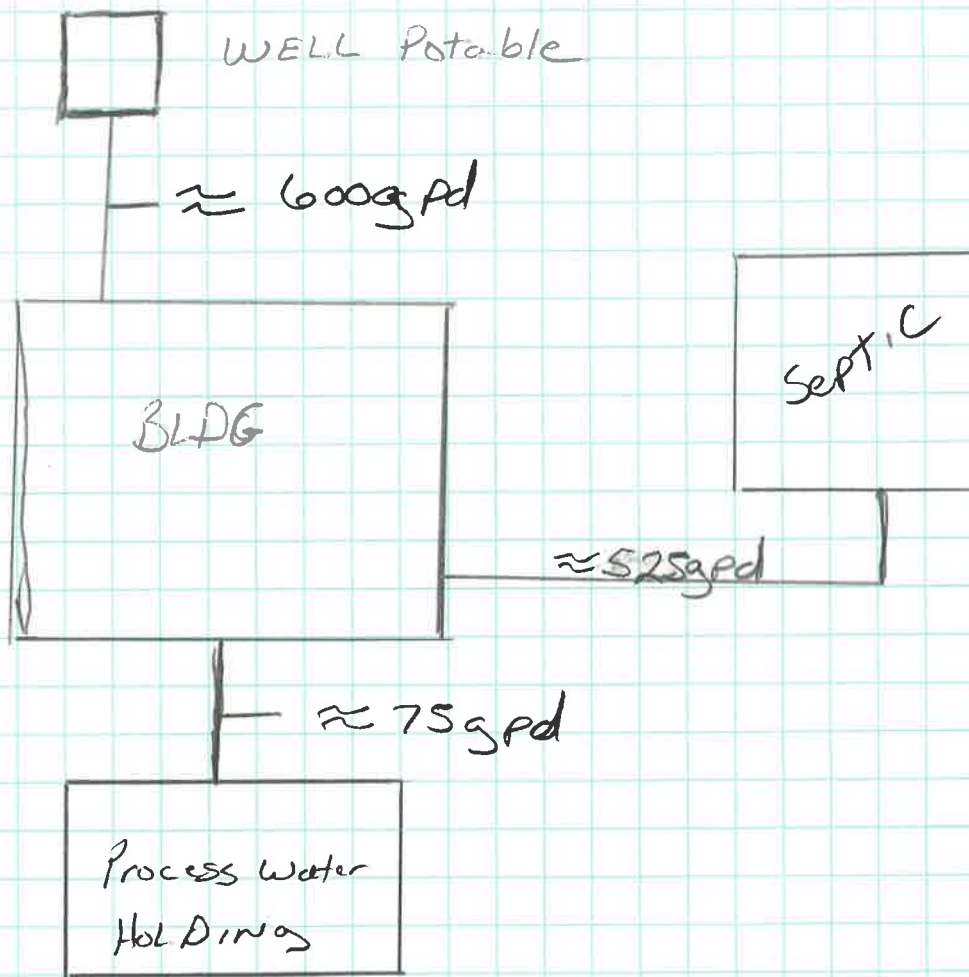 WELL Potable
≈ 600gpd
BLDG
Septic
≈525gpd
≈ 75gpd
Process Water
HOLDING